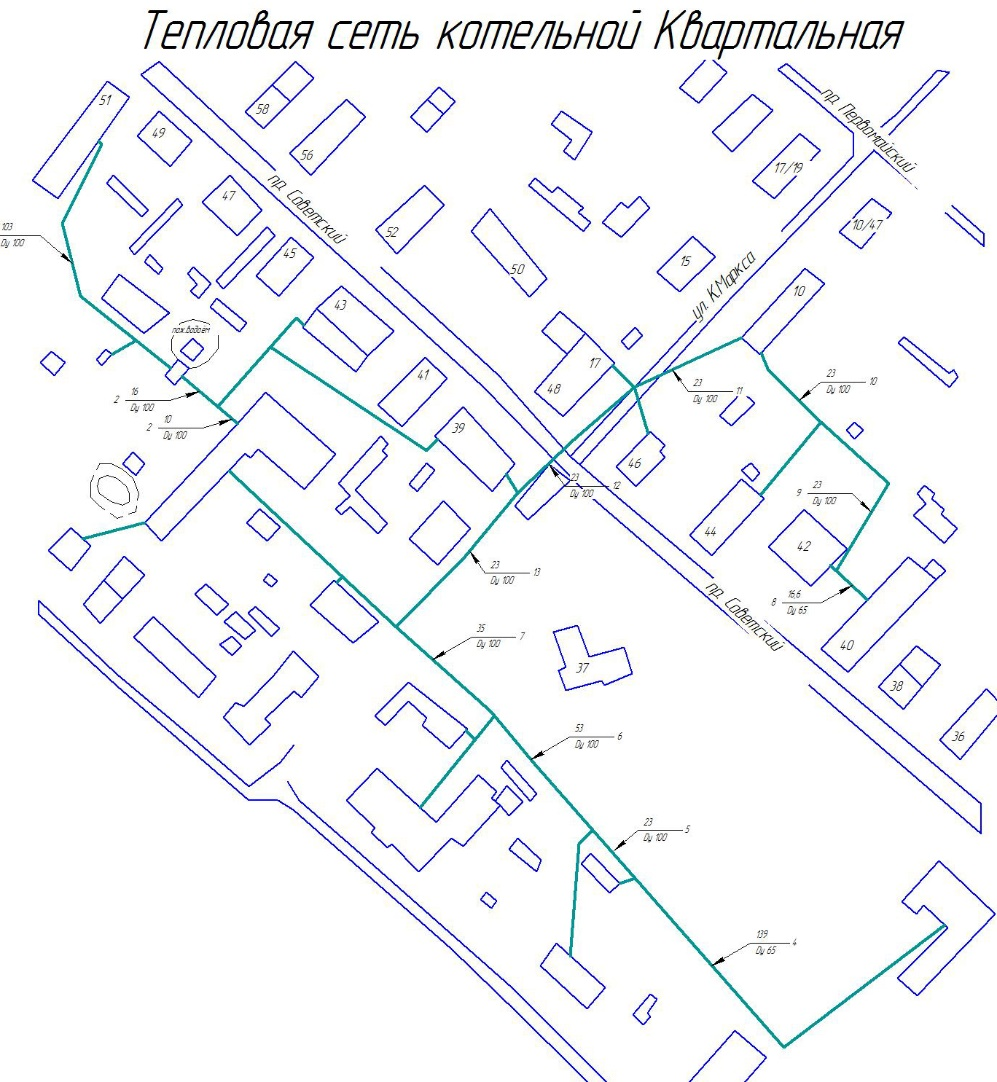 Тепловая сеть котельной Квартальная
51
49
58
56
47
52
45
43
41
39
50
48
17
46
15
17/19
10/47
10
44
42
40
38
36
37
пр. Советский
пр. Первомайский
ул. К.Маркса
пр. Советский
пож.водоем
103
Ду 100
16
2
Ду 100
10
2
Ду 100
23
11
Ду 100
23
10
Ду 100
23
12
Ду 100
23
9
Ду 100
23
13
Ду 100
16,6
8
Ду 65
35
7
Ду 100
53
6
Ду 100
23
5
Ду 100
139
4
Ду 65